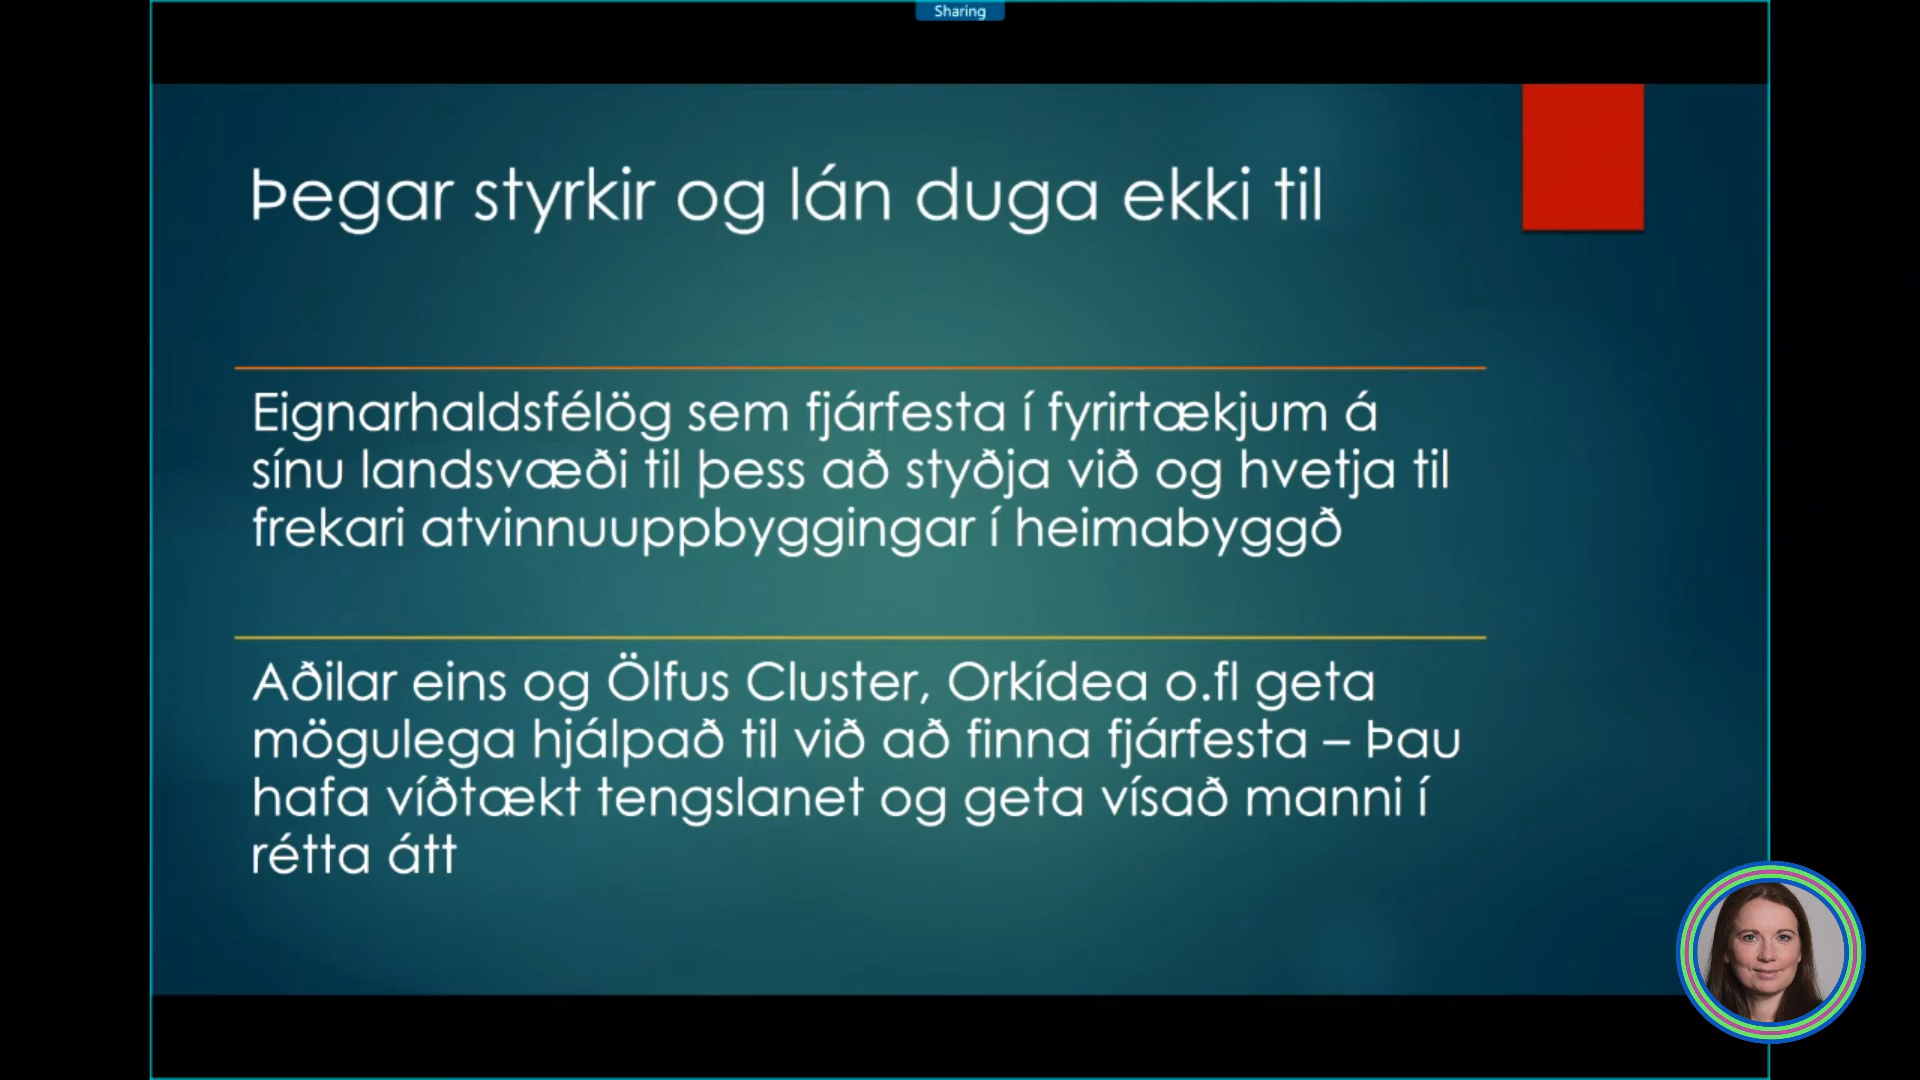 Sharing
Þegar styrkir og lán duga ekki til
Eignarhaldsfélög sem fjárfesta í fyrirtækjum á
sínu landsvæði til þess að styðja við og hvetja til
frekari atvinnuuppbyggingar í heimabyggð
Aðilar eins og Ölfus Cluster, Orkídea o.fl geta
mögulega hjálpað til við að finna fjárfesta – Þau
hafa víðtækt tengslanet og geta vísað manni í
rétta átt